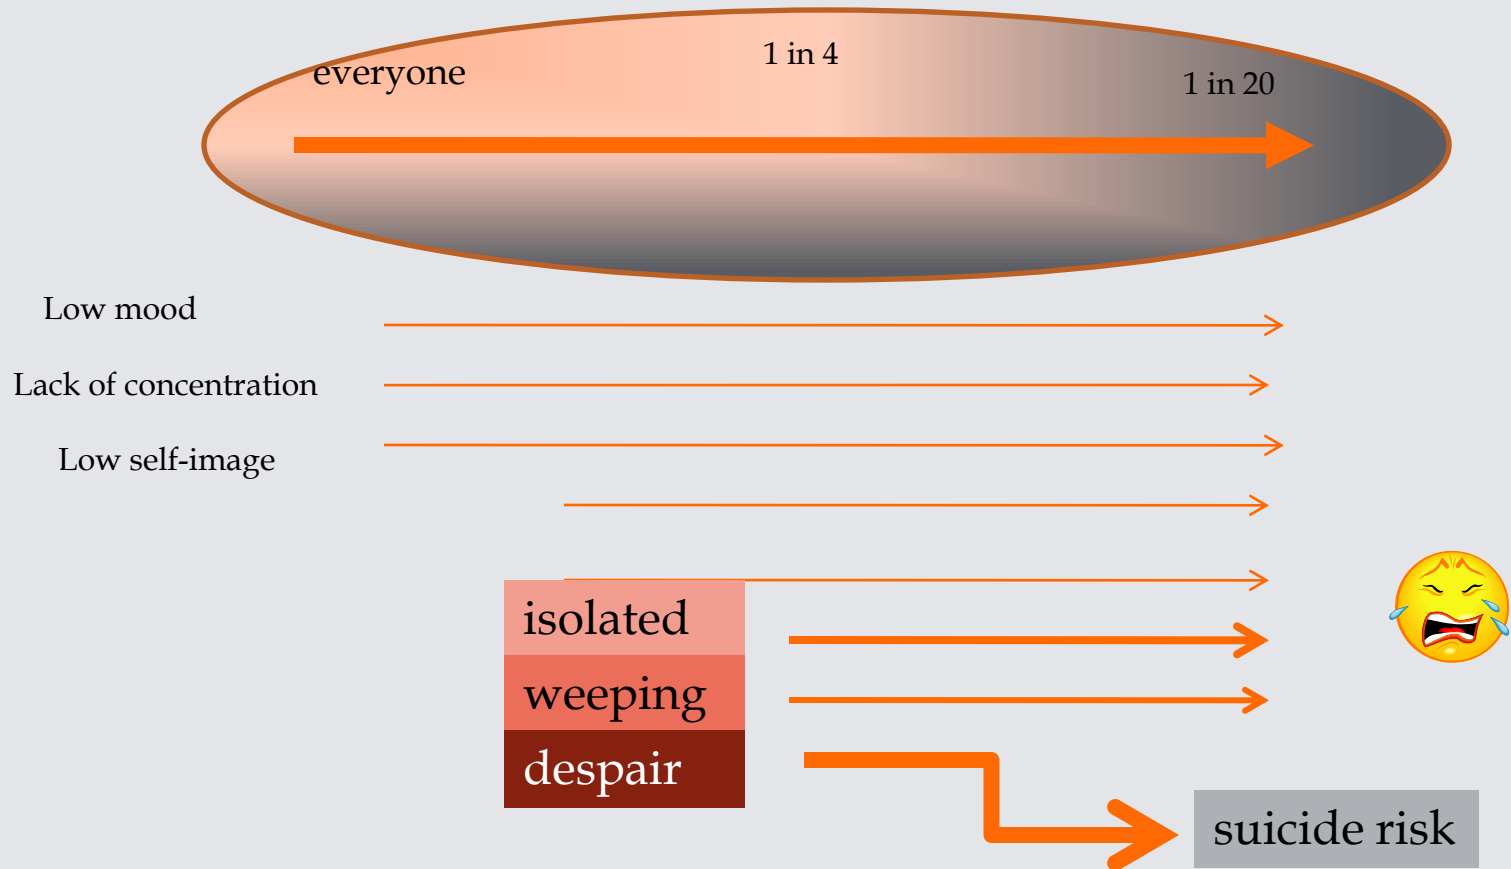 everyone
1 in 4
1 in 20
Low mood
Lack of concentration
Low self-image
isolated
weeping
despair
suicide risk